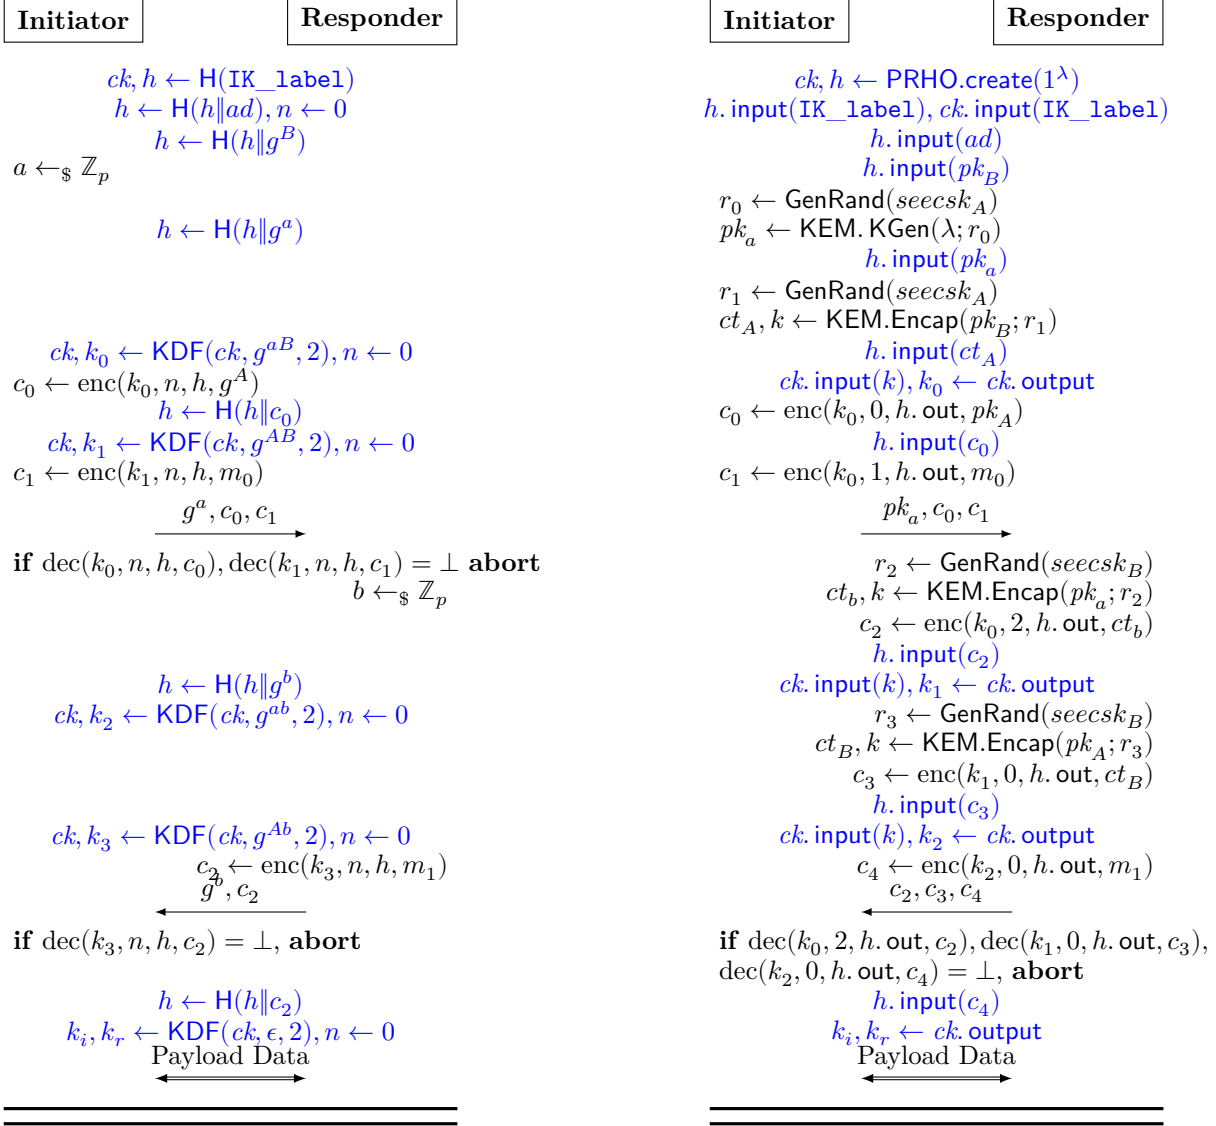 Initiator Responder
ck, h ← H(IK_label)
h ← H(h‖ad), n ← 0
h ← H(h‖g^B)
a ←$ ℤ_p
h ← H(h‖g^a)
ck, k_0 ← KDF(ck, g^{aB}, 2), n ← 0
c_0 ← enc(k_0, n, h, g^A)
h ← H(h‖c_0)
ck, k_1 ← KDF(ck, g^{AB}, 2), n ← 0
c_1 ← enc(k_1, n, h, m_0)
g^a, c_0, c_1
if dec(k_0, n, h, c_0), dec(k_1, n, h, c_1) = ⊥ abort
b ←$ ℤ_p
h ← H(h‖g^b)
ck, k_2 ← KDF(ck, g^{ab}, 2), n ← 0
ck, k_3 ← KDF(ck, g^{Ab}, 2), n ← 0
c_2 ← enc(k_3, n, h, m_1)
g^b, c_2
if dec(k_3, n, h, c_2) = ⊥, abort
h ← H(h‖c_2)
k_i, k_r ← KDF(ck, ϵ, 2), n ← 0
Payload Data
Initiator Responder
ck, h ← PRHO.create(1^λ)
h.input(IK_label), ck.input(IK_label)
h.input(ad)
h.input(pk_B)
r_0 ← GenRand(seecsk_A)
pk_a ← KEM.KGen(λ; r_0)
h.input(pk_a)
r_1 ← GenRand(seecsk_A)
ct_A, k ← KEM.Encap(pk_B; r_1)
h.input(ct_A)
ck.input(k), k_0 ← ck.output
c_0 ← enc(k_0, 0, h.out, pk_A)
h.input(c_0)
c_1 ← enc(k_0, 1, h.out, m_0)
pk_a, c_0, c_1
r_2 ← GenRand(seecsk_B)
ct_b, k ← KEM.Encap(pk_a; r_2)
c_2 ← enc(k_0, 2, h.out, ct_b)
h.input(c_2)
ck.input(k), k_1 ← ck.output
r_3 ← GenRand(seecsk_B)
ct_B, k ← KEM.Encap(pk_A; r_3)
c_3 ← enc(k_1, 0, h.out, ct_B)
h.input(c_3)
ck.input(k), k_2 ← ck.output
c_4 ← enc(k_2, 0, h.out, m_1)
c_2, c_3, c_4
if dec(k_0, 2, h.out, c_2), dec(k_1, 0, h.out, c_3),
dec(k_2, 0, h.out, c_4) = ⊥, abort
h.input(c_4)
k_i, k_r ← ck.output
Payload Data